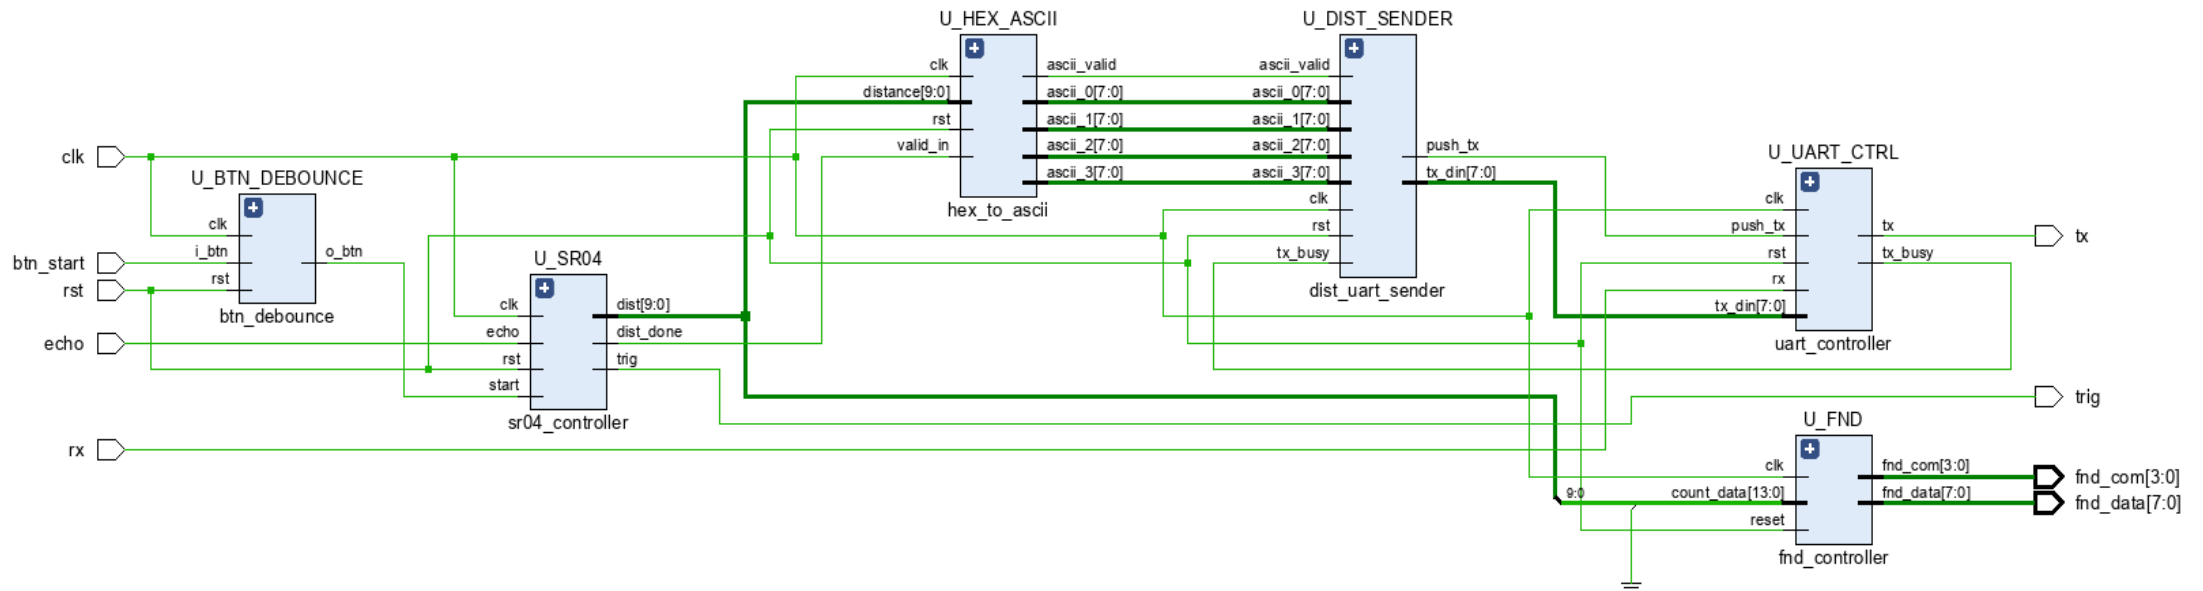 clk
btn_start
rst
echo
rx
U_BTN_DEBOUNCE
clk
i_btn
rst
o_btn
btn_debounce
U_SR04
clk
echo
rst
start
dist[9:0]
dist_done
trig
sr04_controller
U_HEX_ASCII
clk
distance[9:0]
rst
valid_in
ascii_valid
ascii_0[7:0]
ascii_1[7:0]
ascii_2[7:0]
ascii_3[7:0]
hex_to_ascii
U_DIST_SENDER
ascii_valid
ascii_0[7:0]
ascii_1[7:0]
ascii_2[7:0]
ascii_3[7:0]
clk
rst
tx_busy
push_tx
tx_din[7:0]
dist_uart_sender
U_UART_CTRL
clk
push_tx
rst
rx
tx_din[7:0]
tx
tx_busy
uart_controller
U_FND
clk
9:0
count_data[13:0]
reset
fnd_com[3:0]
fnd_data[7:0]
fnd_controller
tx
trig
fnd_com[3:0]
fnd_data[7:0]